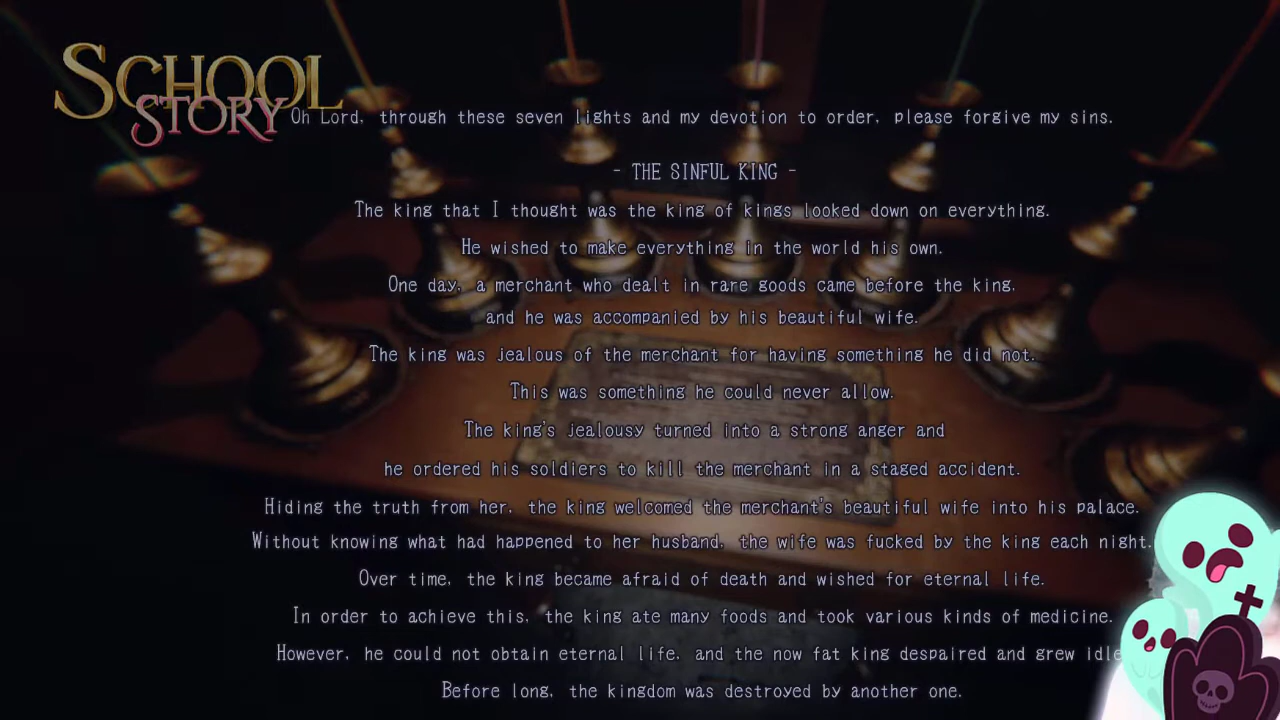 SCHOOL
STORY
Oh Lord, through these seven lights and my devotion to order, please forgive my sins.
- THE SINFUL KING -
The king that I thought was the king of kings looked down on everything.
He wished to make everything in the world his own.
One day, a merchant who dealt in rare goods came before the king,
and he was accompanied by his beautiful wife.
The king was jealous of the merchant for having something he did not.
This was something he could never allow.
The king's jealousy turned into a strong anger and
he ordered his soldiers to kill the merchant in a staged accident.
Hiding the truth from her, the king welcomed the merchant's beautiful wife into his palace.
Without knowing what had happened to her husband, the wife was fucked by the king each night.
Over time, the king became afraid of death and wished for eternal life.
In order to achieve this, the king ate many foods and took various kinds of medicine.
However, he could not obtain eternal life, and the now fat king despaired and grew idle
Before long, the kingdom was destroyed by another one.